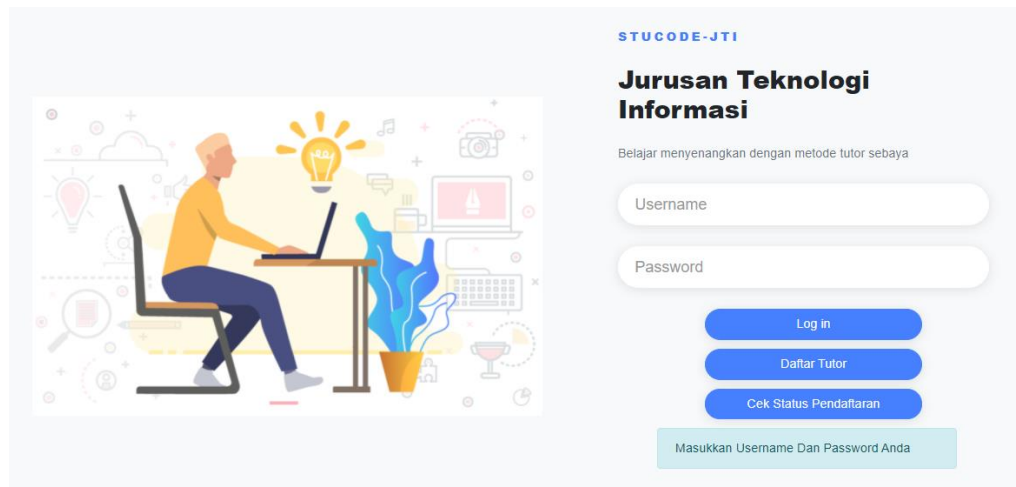 STUCODE-JTI
Jurusan Teknologi
Informasi
Belajar menyenangkan dengan metode tutor sebaya
Username
Password
Log in
Daftar Tutor
Cek Status Pendaftaran
Masukkan Username Dan Password Anda